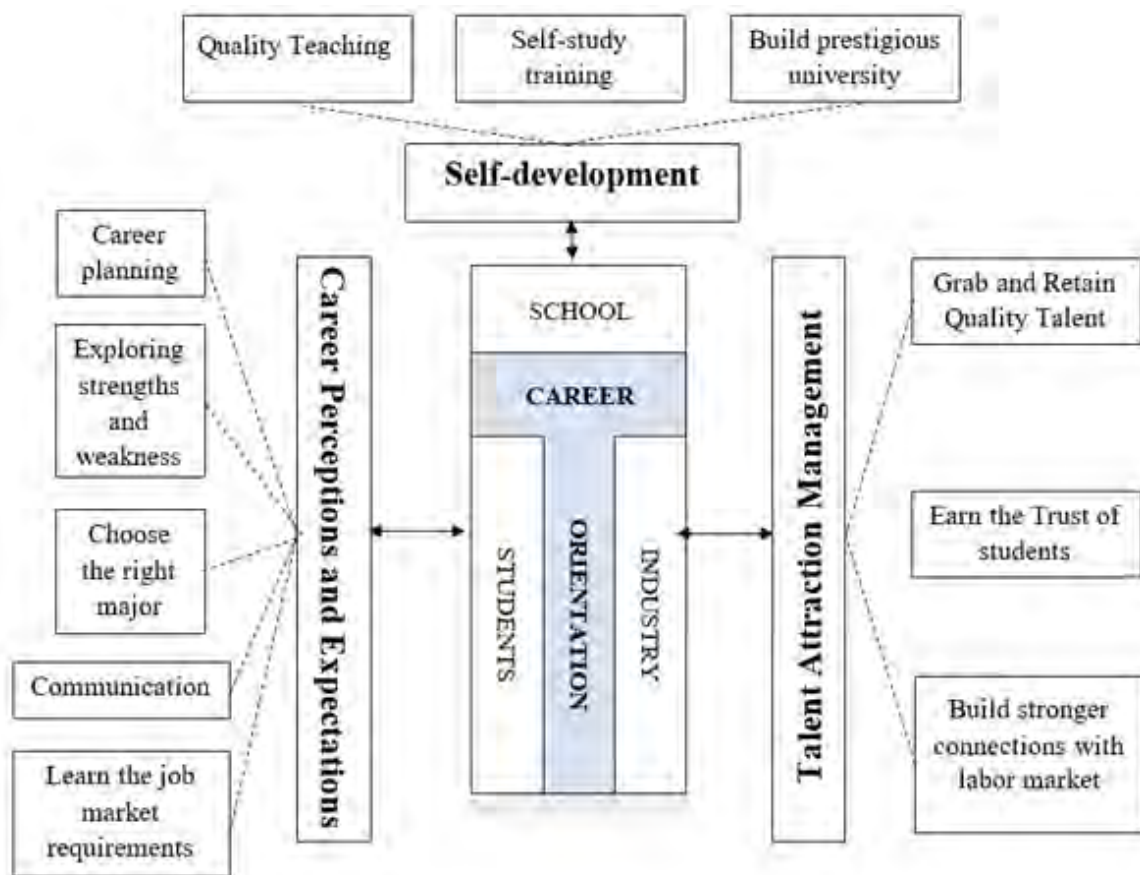 Quality Teaching
Self-study
training
Build prestigious
university
Self-development
Career
planning
Exploring
strengths
and
weakness
Choose
the right
major
Communication
Learn the job
market
requirements
Career Perceptions and Expectations
SCHOOL
CAREER
STUDENTS
ORIENTATION
INDUSTRY
Talent Attraction Management
Grab and Retain
Quality Talent
Earn the Trust of
students
Build stronger
connections with
labor market